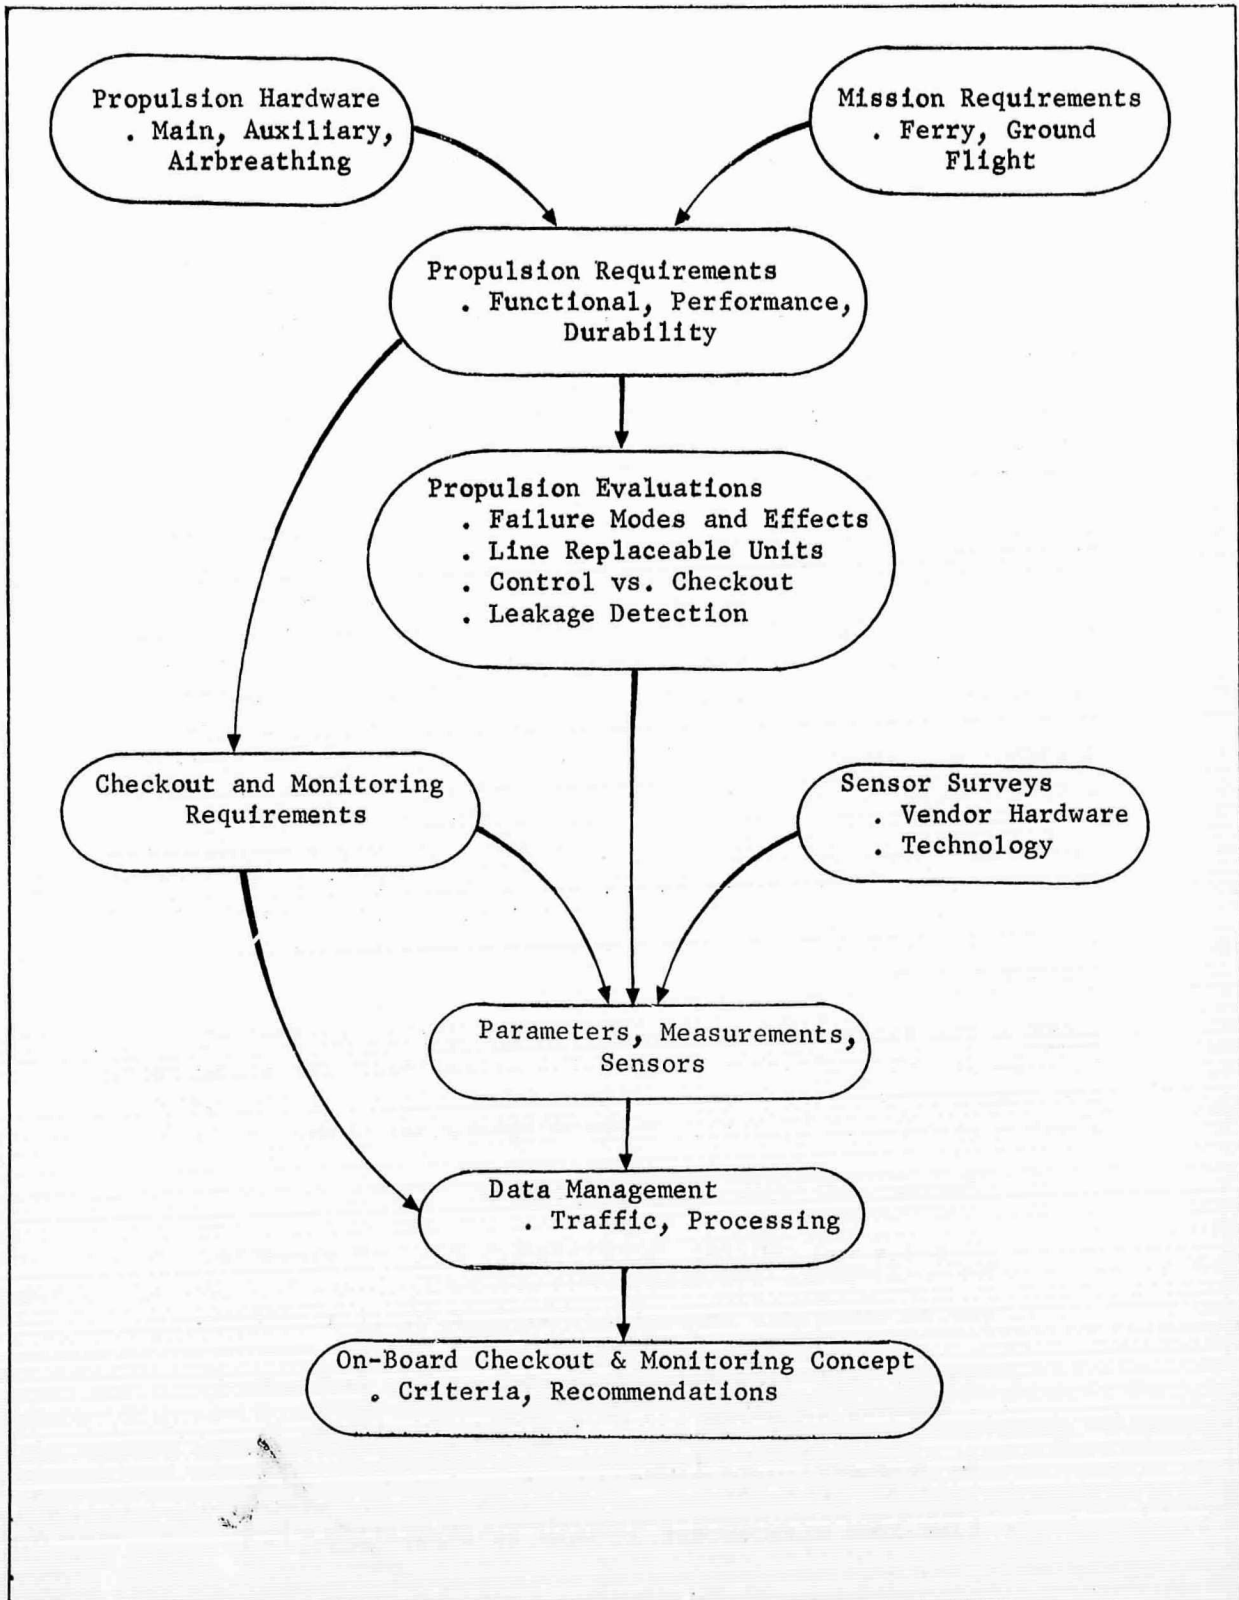 Propulsion Hardware
. Main, Auxiliary,
Airbreathing
Mission Requirements
. Ferry, Ground
Flight
Propulsion Requirements
. Functional, Performance,
Durability
Propulsion Evaluations
. Failure Modes and Effects
. Line Replaceable Units
. Control vs. Checkout
. Leakage Detection
Checkout and Monitoring
Requirements
Sensor Surveys
. Vendor Hardware
. Technology
Parameters, Measurements,
Sensors
Data Management
. Traffic, Processing
On-Board Checkout & Monitoring Concept
. Criteria, Recommendations